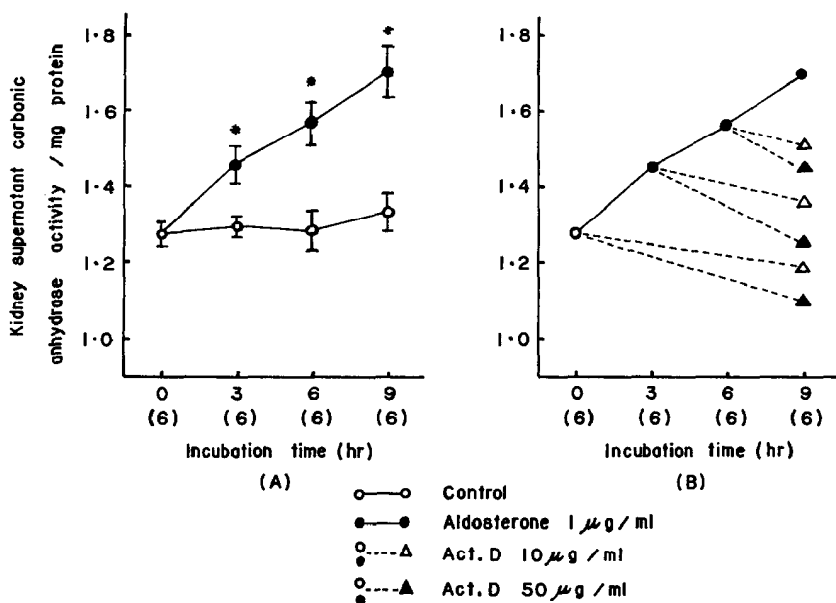 Kidney supernatant carbonic
anhydrase activity / mg protein
1·8
1·6
1·4
1·2
1·0
*
*
*
0
3
6
9
(6)
(6)
(6)
(6)
Incubation time (hr)
(A)
1·8
1·6
1·4
1·2
1·0
0
3
6
9
(6)
(6)
(6)
(6)
Incubation time (hr)
(B)
Control
Aldosterone 1 μg/ml
Act.D 10 μg/ml
Act.D 50 μg/ml